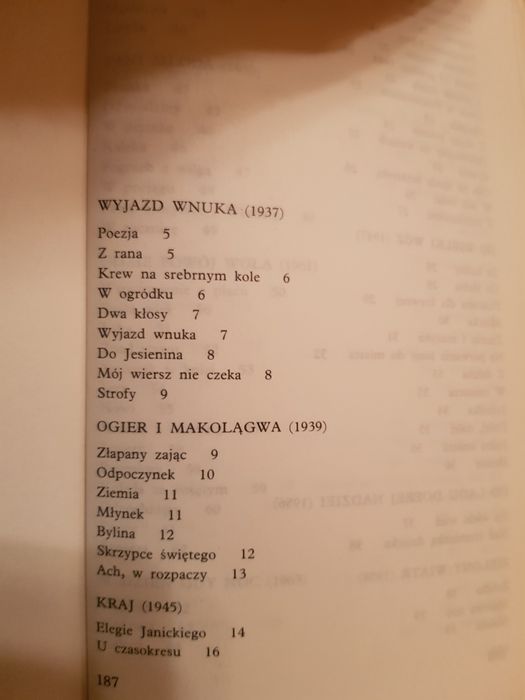 WYJAZD WNUKA (1937)
Poezja 5
Z rana 5
Krew na srebrnym kole 6
W ogródku 6
Dwa kłosy 7
Wyjazd wnuka 7
Do Jesienina 8
Mój wiersz nie czeka 8
Strofy 9
OGIER I MAKOLĄGWA (1939)
Złapany zając 9
Odpoczynek 10
Ziemia 11
Młynek 11
Bylina 12
Skrzypce świętego 12
Ach, w rozpaczy 13
KRAJ (1945)
Elegie Janickiego 14
U czasokresu 16
187